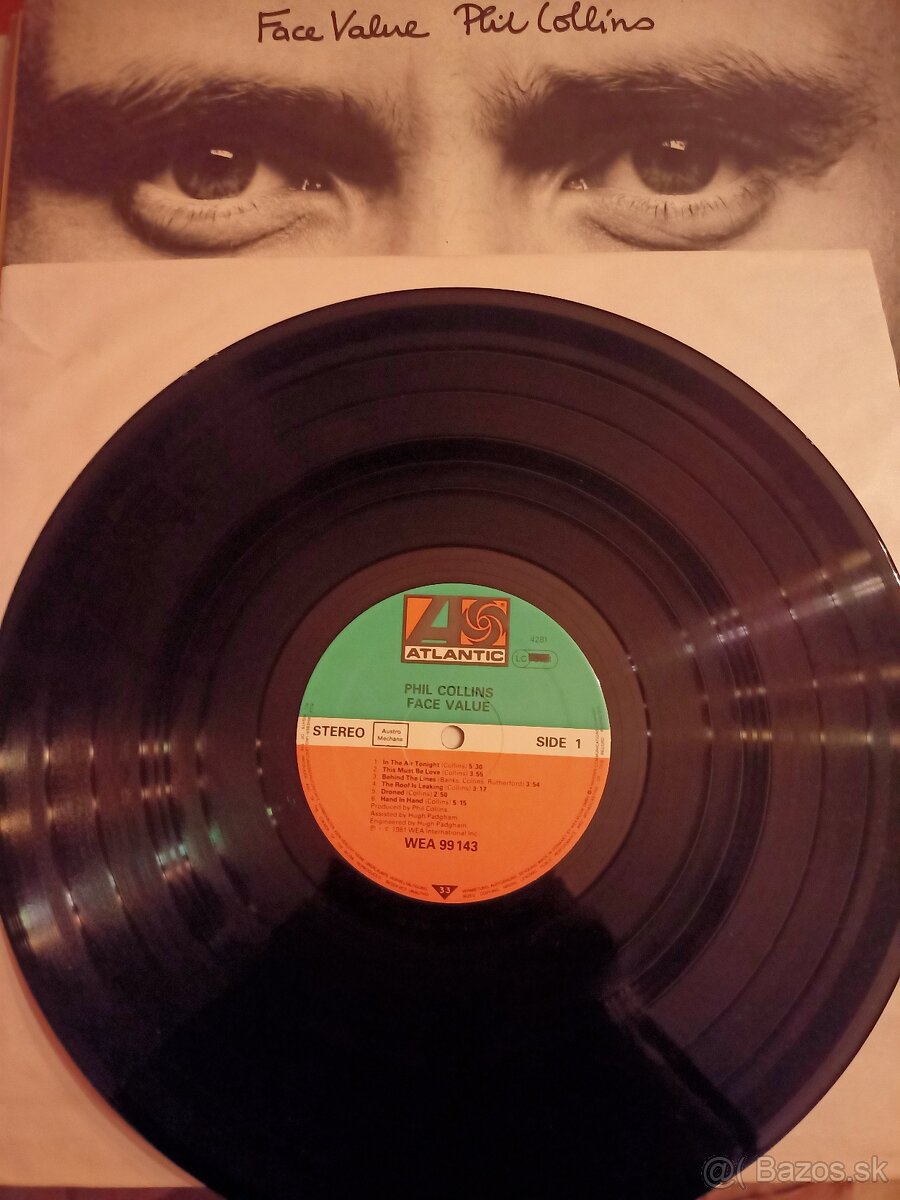 Face Value Phil Collins
ATLANTIC
4281
LC
PHIL COLLINS
FACE VALUE
STEREO
Austro
Mechana
SIDE 1
1 In The Air Tonight (Collins) 5:30
2 This Must Be Love (Collins) 3:55
3 Behind The Lines (Banks, Collins, Rutherford) 3:54
4 The Roof Is Leaking (Collins) 3:17
5 Droned (Collins) 2:50
6 Hand in Hand (Collins) 5:15
Produced by Phil Collins
Assisted by Hugh Padgham
Engineered by Hugh Padgham
℗ · © 1981 WEA International Inc.
WEA 99 143
33
Bazos.sk